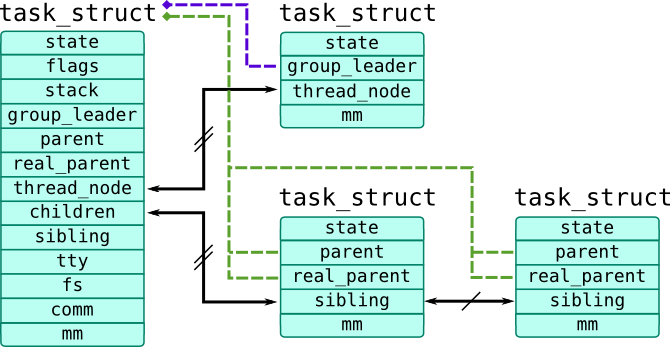 task_struct
state
flags
stack
group_leader
parent
real_parent
thread_node
children
sibling
tty
fs
comm
mm
task_struct
state
group_leader
thread_node
mm
task_struct
state
parent
real_parent
sibling
mm
task_struct
state
parent
real_parent
sibling
mm